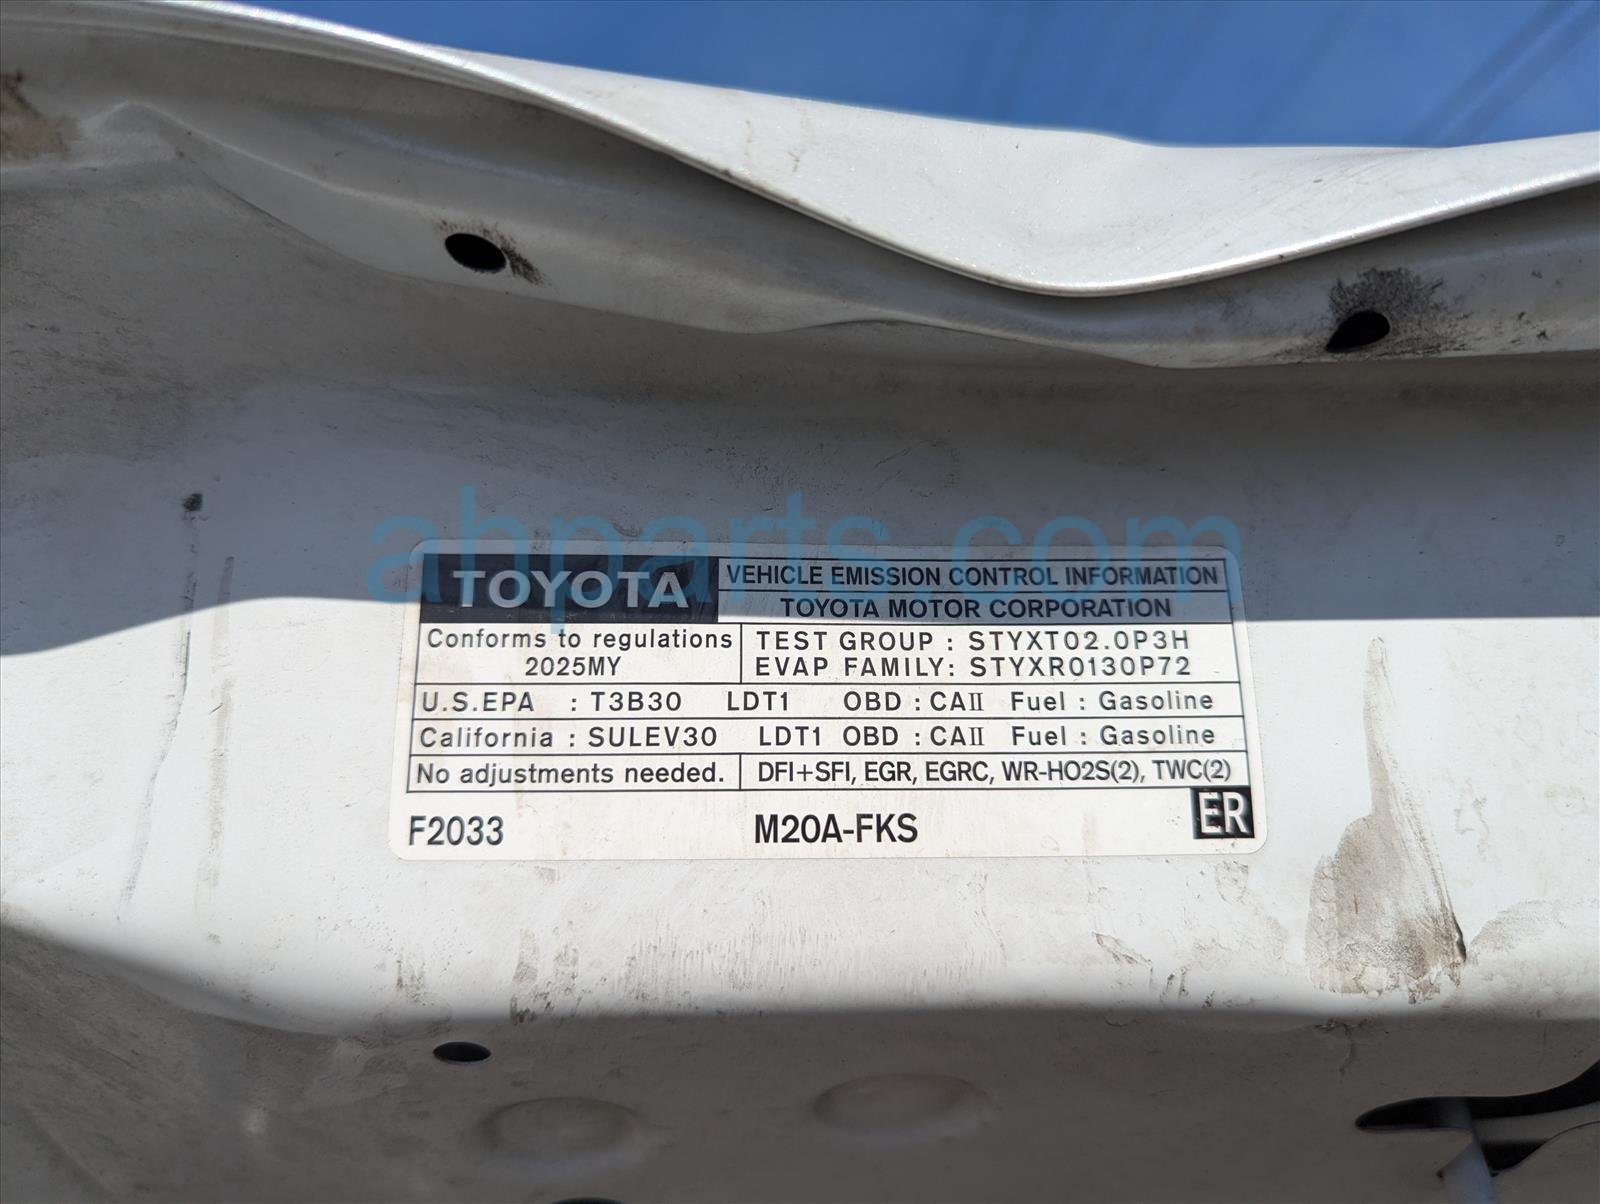 ahparts.com
TOYOTA
VEHICLE EMISSION CONTROL INFORMATION
TOYOTA MOTOR CORPORATION
Conforms to regulations
2025MY
TEST GROUP : STYXT02.0P3H
EVAP FAMILY: STYXR0130P72
U.S.EPA : T3B30 LDT1 OBD : CAII Fuel : Gasoline
California : SULEV30 LDT1 OBD : CAII Fuel : Gasoline
No adjustments needed.
DFI+SFI, EGR, EGRC, WR-HO2S(2), TWC(2)
F2033
M20A-FKS
ER